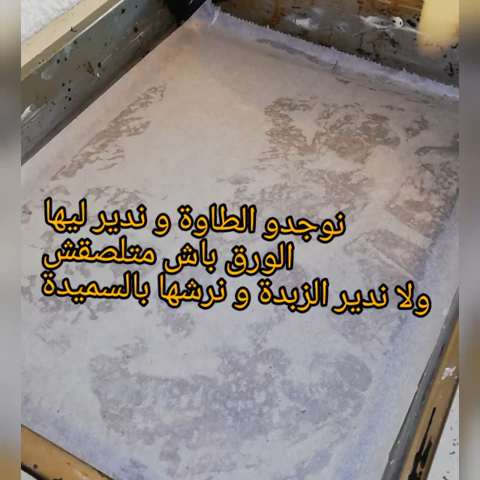 نوجدو الطاوة و ندير ليها
الورق باش متلصقش
ولا ندير الزبدة و نرشها بالسميدة